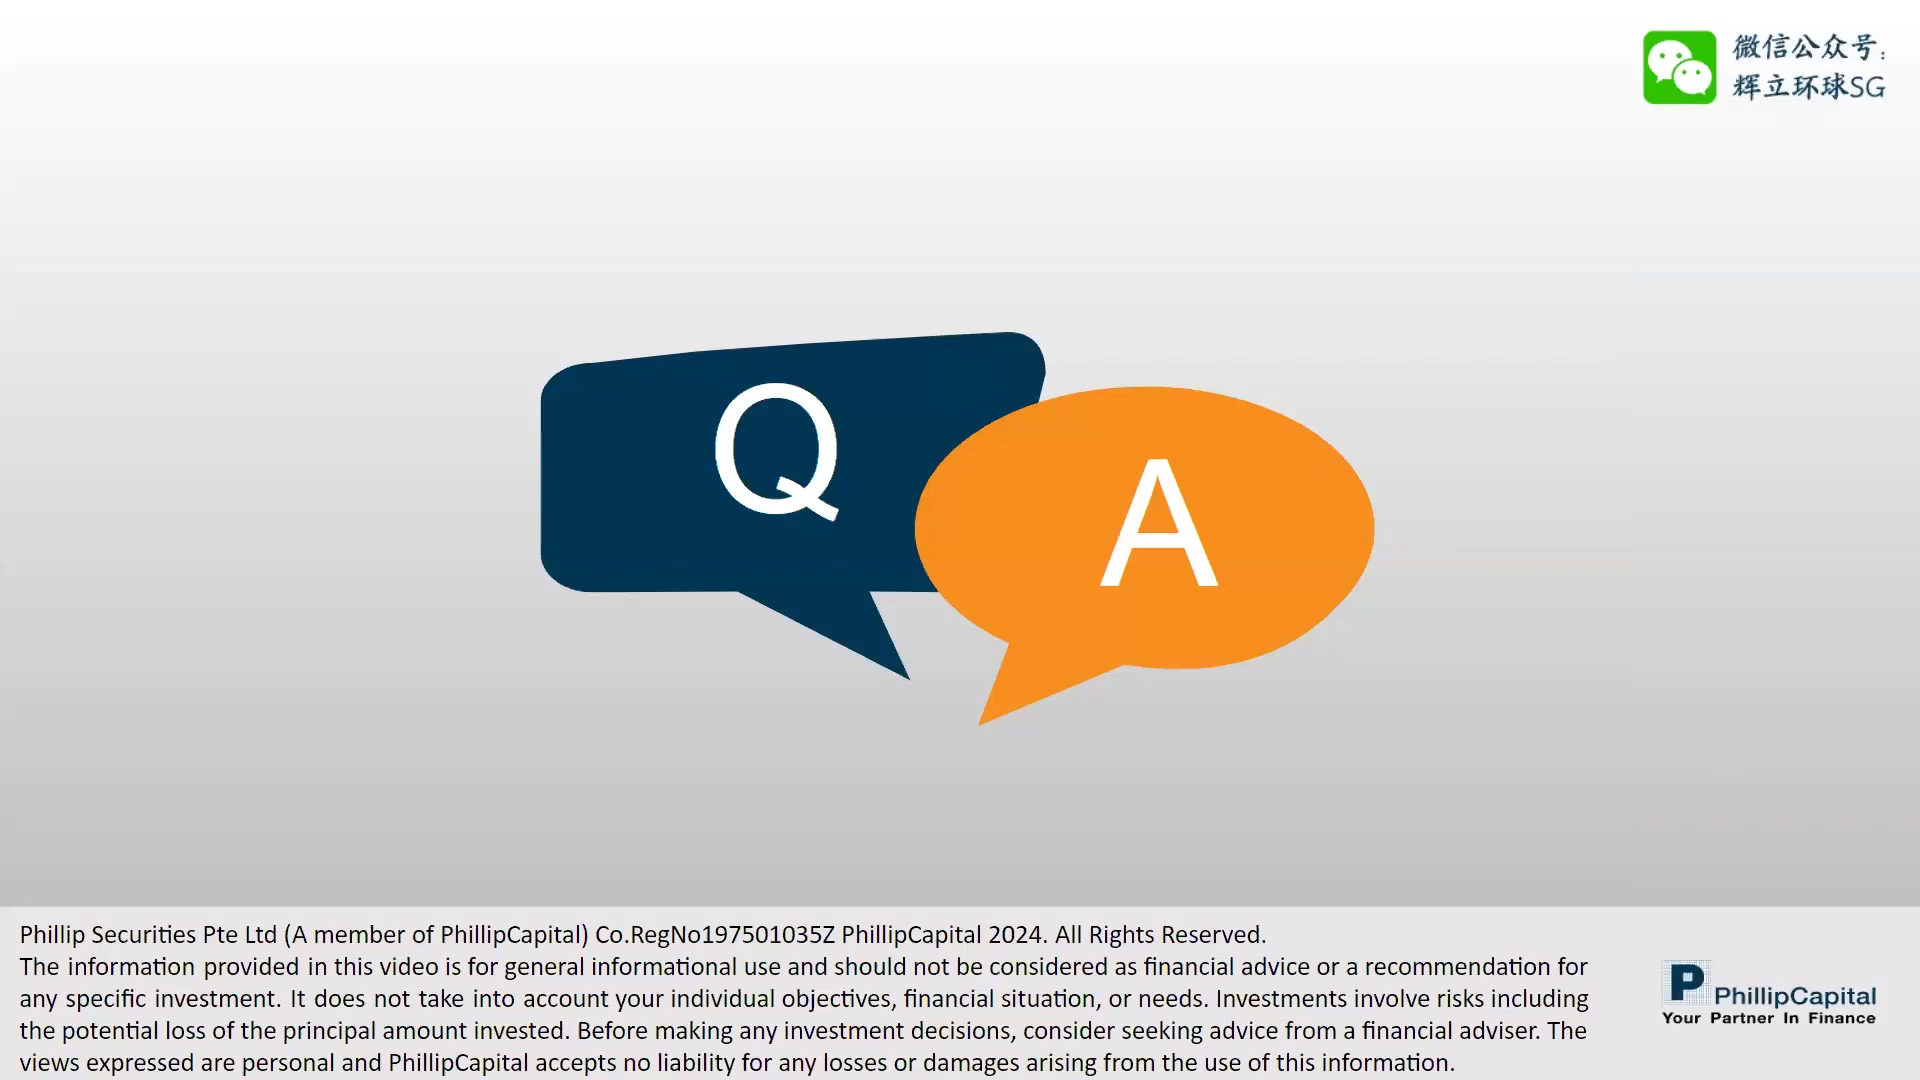 微信公众号:
辉立环球SG
Q
A
Phillip Securities Pte Ltd (A member of PhillipCapital) Co.RegNo197501035Z PhillipCapital 2024. All Rights Reserved.
The information provided in this video is for general informational use and should not be considered as financial advice or a recommendation for
any specific investment. It does not take into account your individual objectives, financial situation, or needs. Investments involve risks including
the potential loss of the principal amount invested. Before making any investment decisions, consider seeking advice from a financial adviser. The
views expressed are personal and PhillipCapital accepts no liability for any losses or damages arising from the use of this information.
P PhillipCapital
Your Partner In Finance